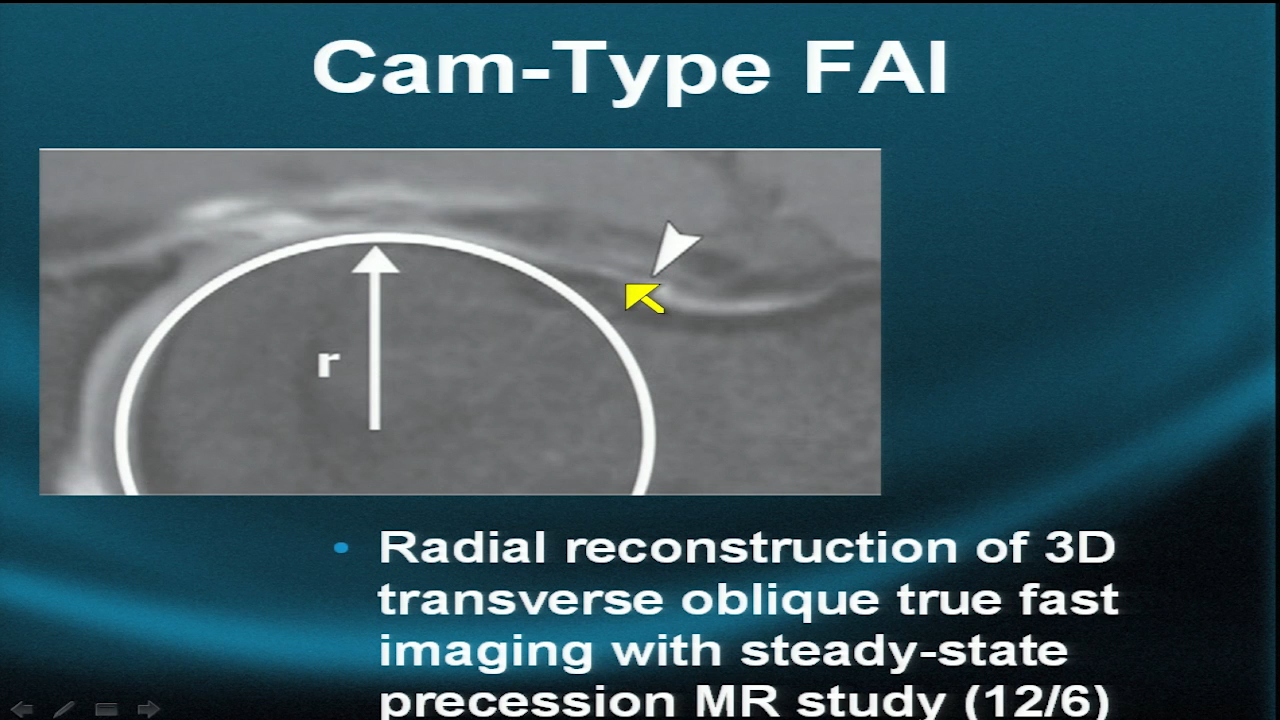 Cam-Type FAI
r
• Radial reconstruction of 3D
transverse oblique true fast
imaging with steady-state
precession MR study (12/6)